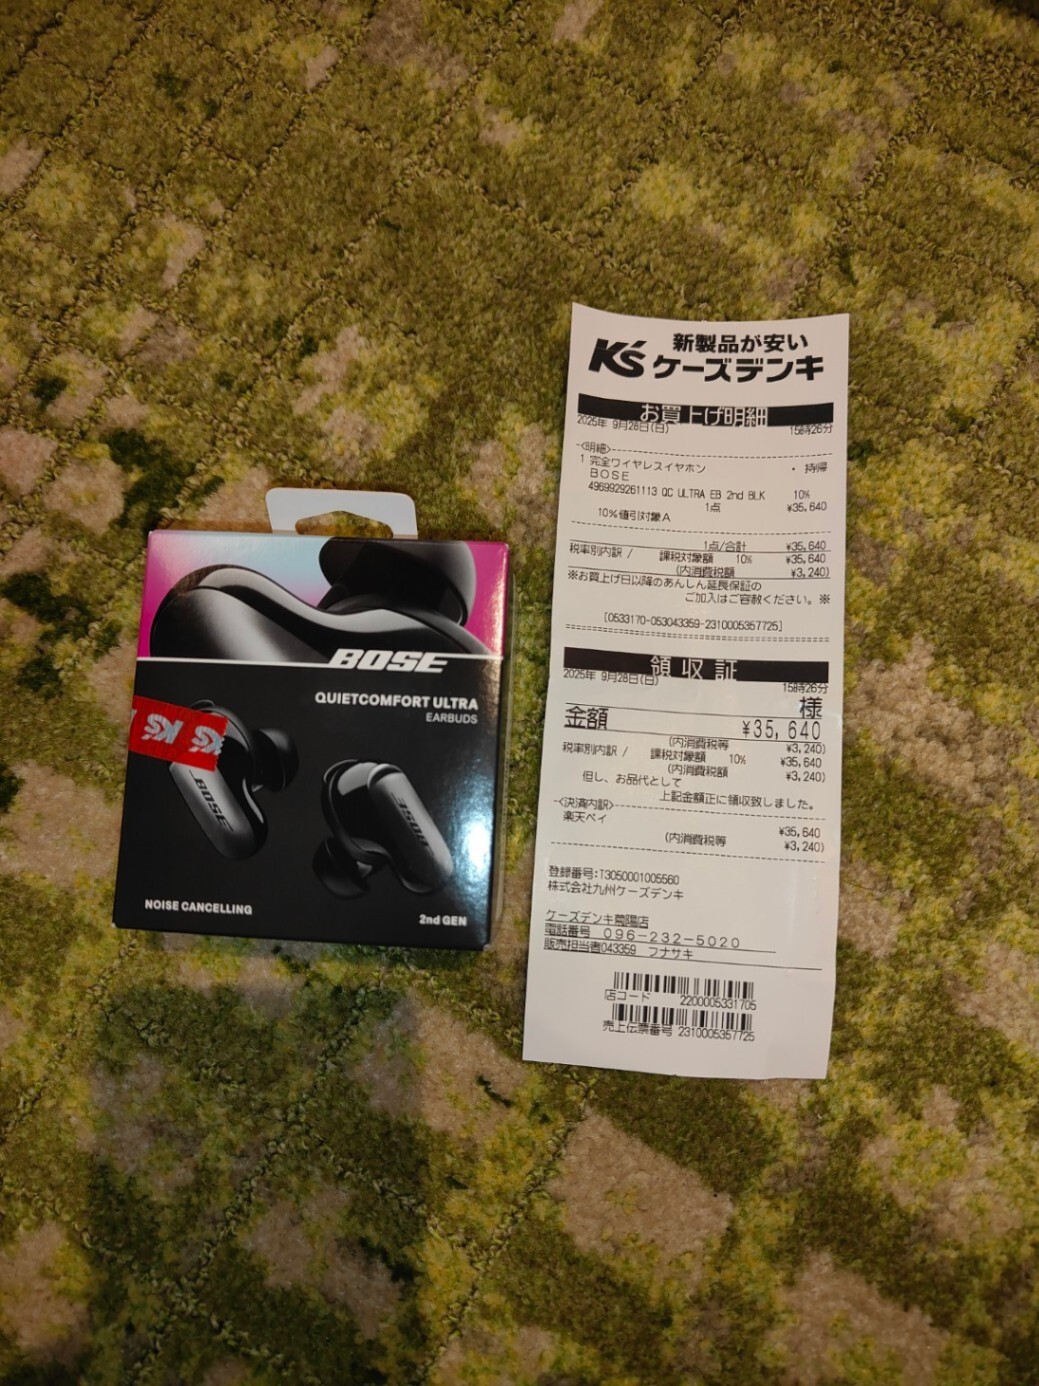 BOSE
QUIETCOMFORT ULTRA
EARBUDS
K's K's
BOSE
BOSE
NOISE CANCELLING
2nd GEN
新製品が安い
K's ケーズデンキ
お買上げ明細
2025年 9月28日(日) 15時26分
-<明細>
1 完全ワイヤレスイヤホン ・ 持帰
BOSE
4969929261113 QC ULTRA EB 2nd BLK 10%
1点 ¥35,640
10%値引対象A
1点/合計 ¥35,640
税率別内訳 / 課税対象額 10% ¥35,640
(内消費税額 ¥3,240)
※お買上げ日以降のあんしん延長保証の
ご加入はご容赦ください。※
[0533170-053043359-2310005357725]
領収証
2025年 9月28日(日) 15時26分
様
金額 ¥35,640
(内消費税等 ¥3,240)
税率別内訳 / 課税対象額 10% ¥35,640
(内消費税額 ¥3,240)
但し、お品代として
上記金額正に領収致しました。
-<決済内訳>
楽天ペイ ¥35,640
(内消費税等 ¥3,240)
登録番号:T3050001005560
株式会社九州ケーズデンキ
ケーズデンキ菊陽店
電話番号 096-232-5020
販売担当者043359 フナサキ
店コード 2200005331705
売上伝票番号 2310005357725